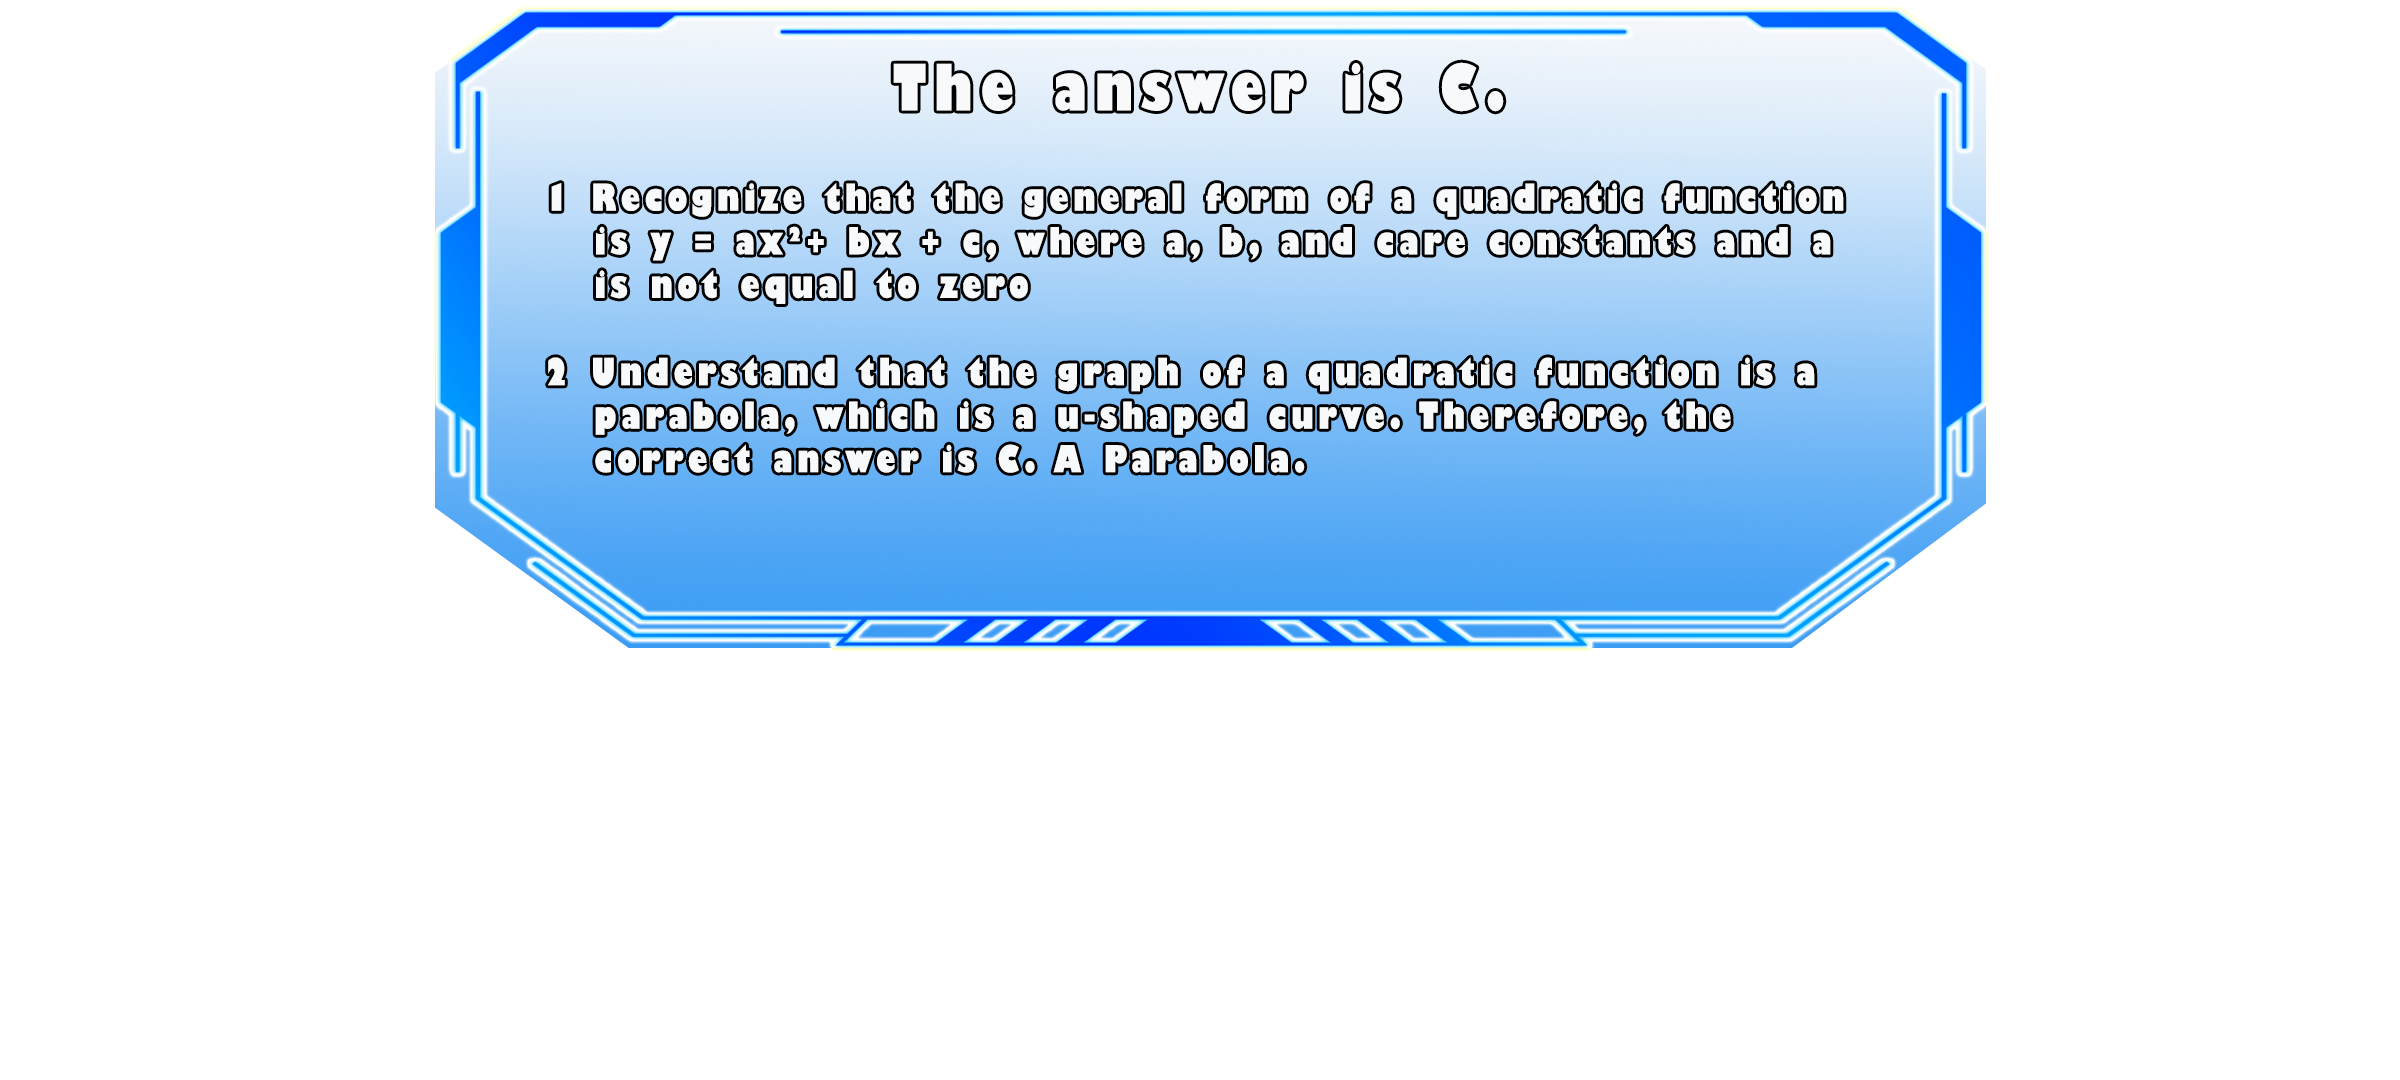 The answer is C.
1 Recognize that the general form of a quadratic function
is y = ax²+ bx + c, where a, b, and care constants and a
is not equal to zero
2 Understand that the graph of a quadratic function is a
parabola, which is a u-shaped curve. Therefore, the
correct answer is C. A Parabola.